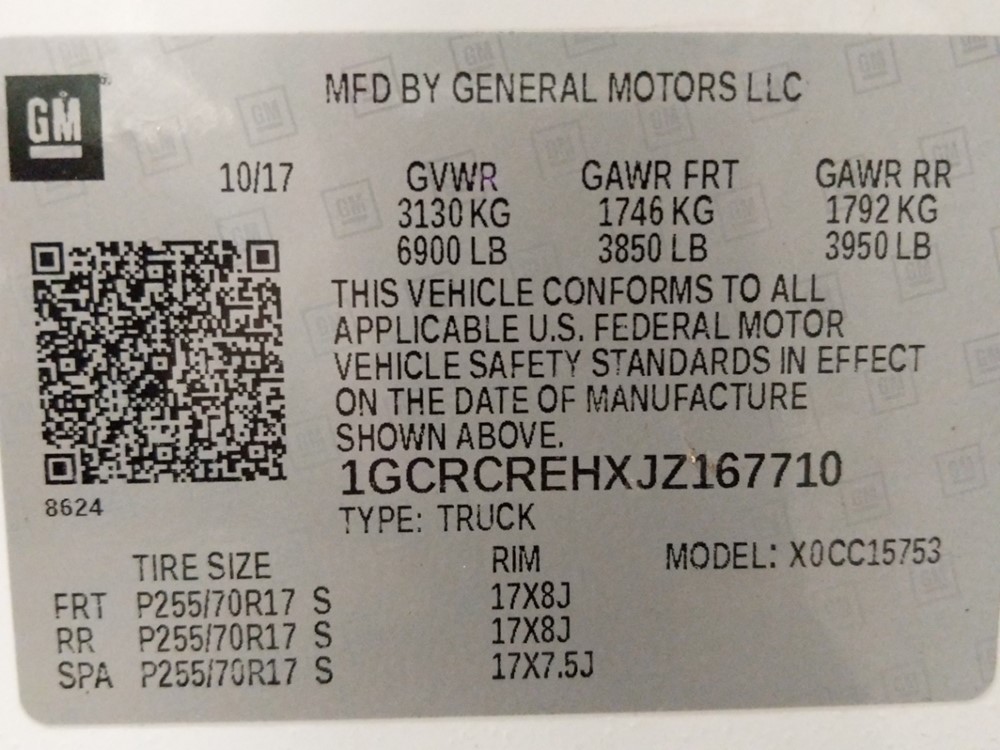 GM
MFD BY GENERAL MOTORS LLC
10/17 GVWR GAWR FRT GAWR RR
3130 KG 1746 KG 1792 KG
6900 LB 3850 LB 3950 LB
THIS VEHICLE CONFORMS TO ALL
APPLICABLE U.S. FEDERAL MOTOR
VEHICLE SAFETY STANDARDS IN EFFECT
ON THE DATE OF MANUFACTURE
SHOWN ABOVE.
1GCRCREHXJZ167710
8624
TYPE: TRUCK
TIRE SIZE RIM MODEL: X0CC15753
FRT P255/70R17 S 17X8J
RR P255/70R17 S 17X8J
SPA P255/70R17 S 17X7.5J